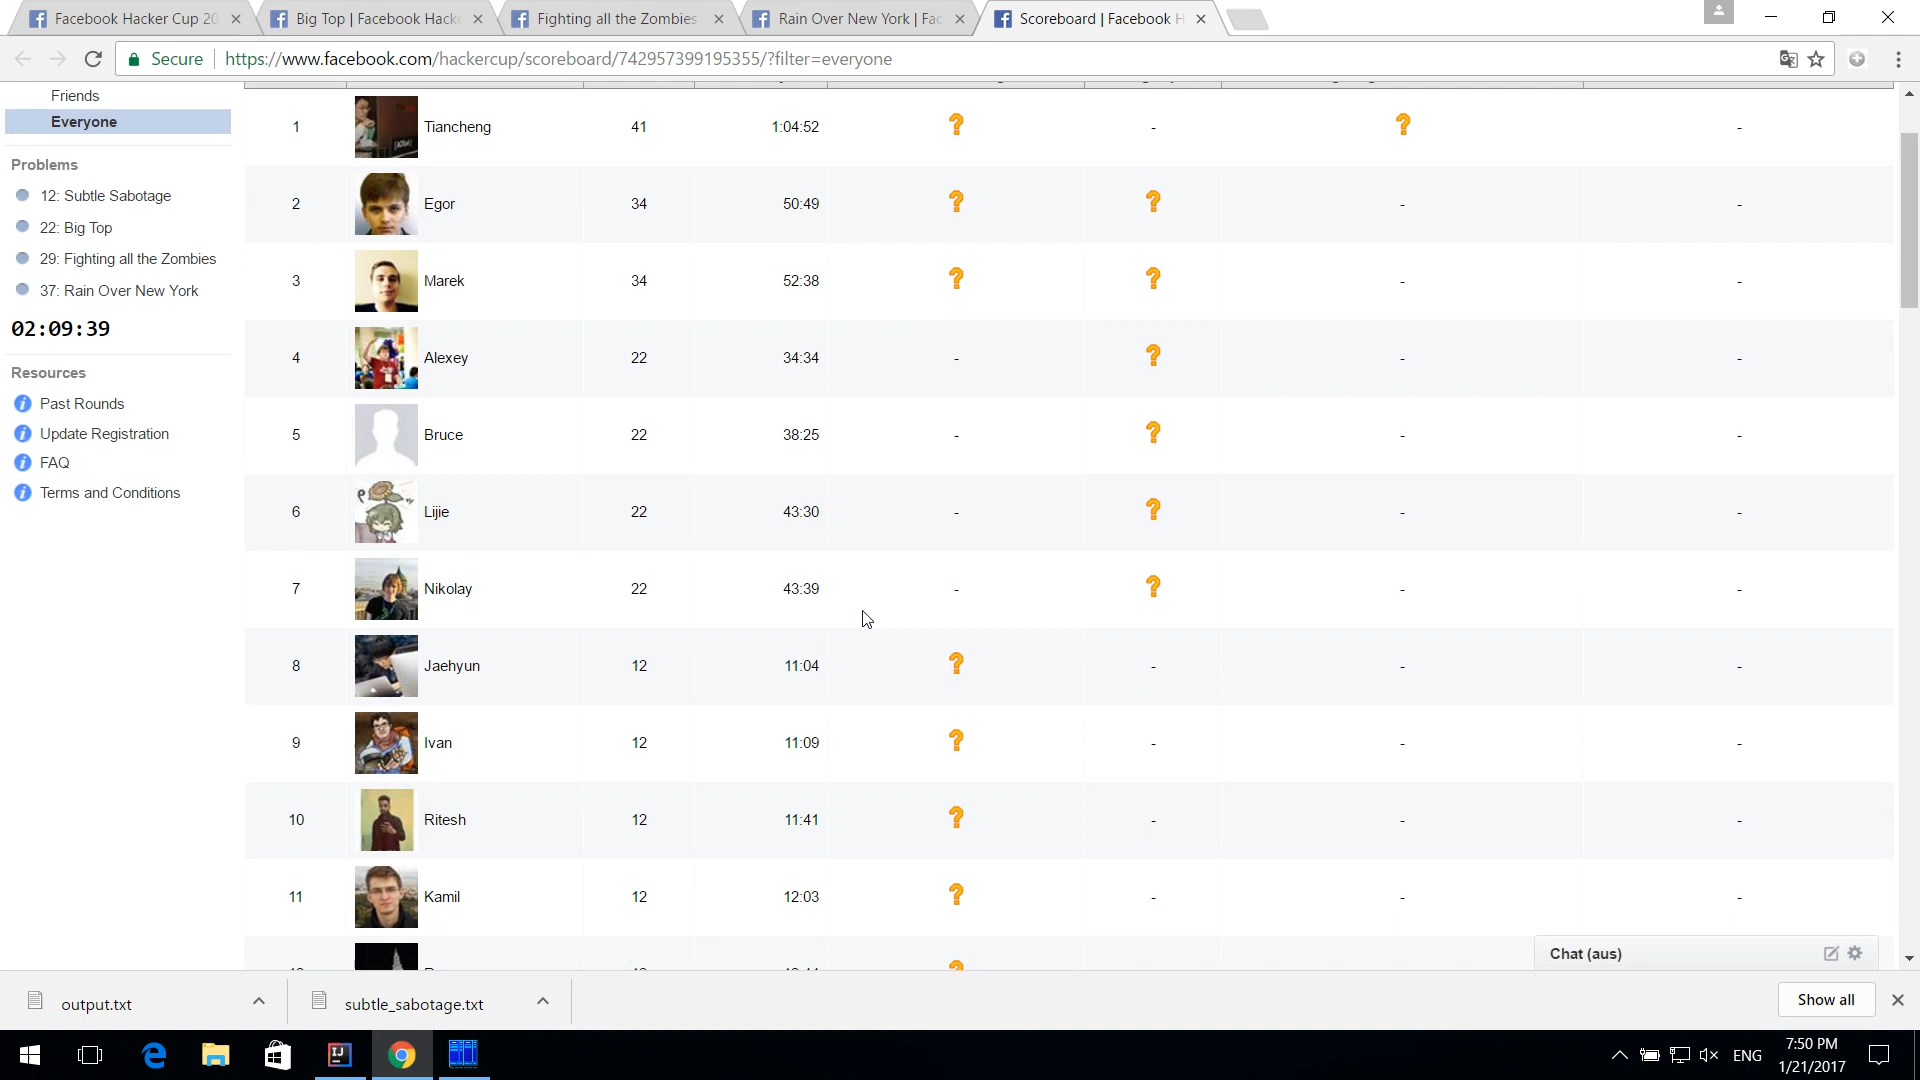 Facebook Hacker Cup 20
Big Top | Facebook Hack
Fighting all the Zombies
Rain Over New York | Fac
Scoreboard | Facebook H
Secure
https://www.facebook.com/hackercup/scoreboard/742957399195355/?filter=everyone
Friends
Everyone
Problems
12: Subtle Sabotage
22: Big Top
29: Fighting all the Zombies
37: Rain Over New York
02:09:39
Resources
Past Rounds
Update Registration
FAQ
Terms and Conditions
1 Tiancheng 41 1:04:52 ? - ? -
2 Egor 34 50:49 ? ? - -
3 Marek 34 52:38 ? ? - -
4 Alexey 22 34:34 - ? - -
5 Bruce 22 38:25 - ? - -
6 Lijie 22 43:30 - ? - -
7 Nikolay 22 43:39 - ? - -
8 Jaehyun 12 11:04 ? - - -
9 Ivan 12 11:09 ? - - -
10 Ritesh 12 11:41 ? - - -
11 Kamil 12 12:03 ? - - -
Chat (aus)
output.txt
subtle_sabotage.txt
Show all
IJ
ENG
7:50 PM
1/21/2017